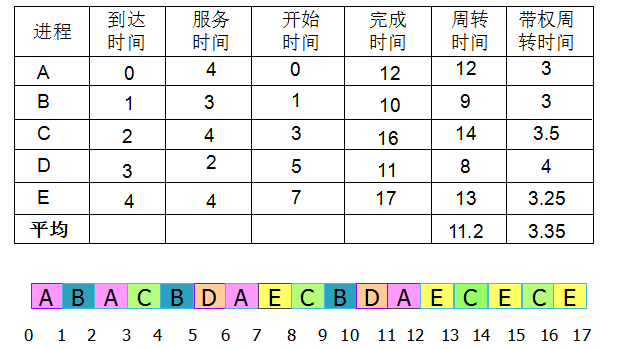 进程 到达时间 服务时间 开始时间 完成时间 周转时间 带权周转时间
A 0 4 0 12 12 3
B 1 3 1 10 9 3
C 2 4 3 16 14 3.5
D 3 2 5 11 8 4
E 4 4 7 17 13 3.25
平均 11.2 3.35
A B A C B D A E C B D A E C E C E
0 1 2 3 4 5 6 7 8 9 10 11 12 13 14 15 16 17